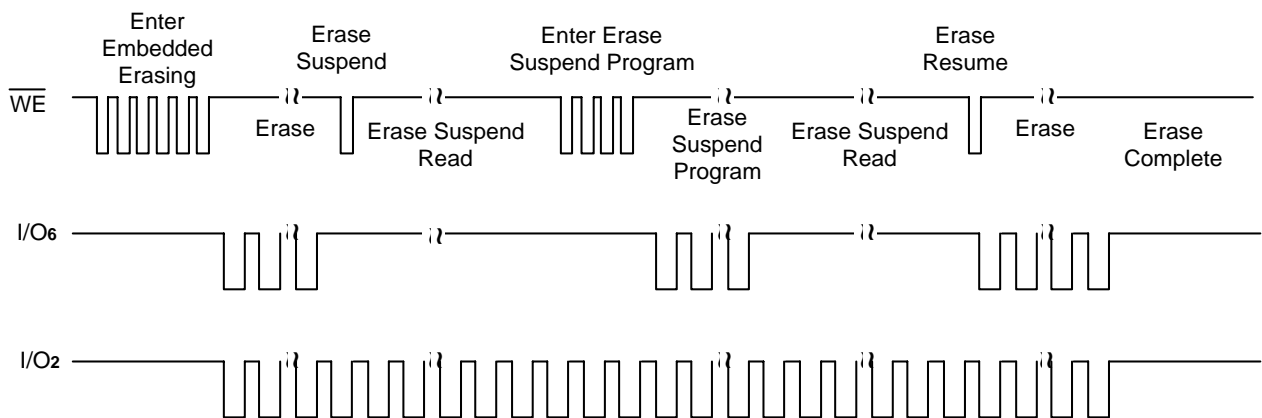 Enter
Embedded
Erasing
Erase
Suspend
Enter Erase
Suspend Program
Erase
Resume
WE
Erase
Erase Suspend
Read
Erase
Suspend
Program
Erase Suspend
Read
Erase
Erase
Complete
I/O6
I/O2